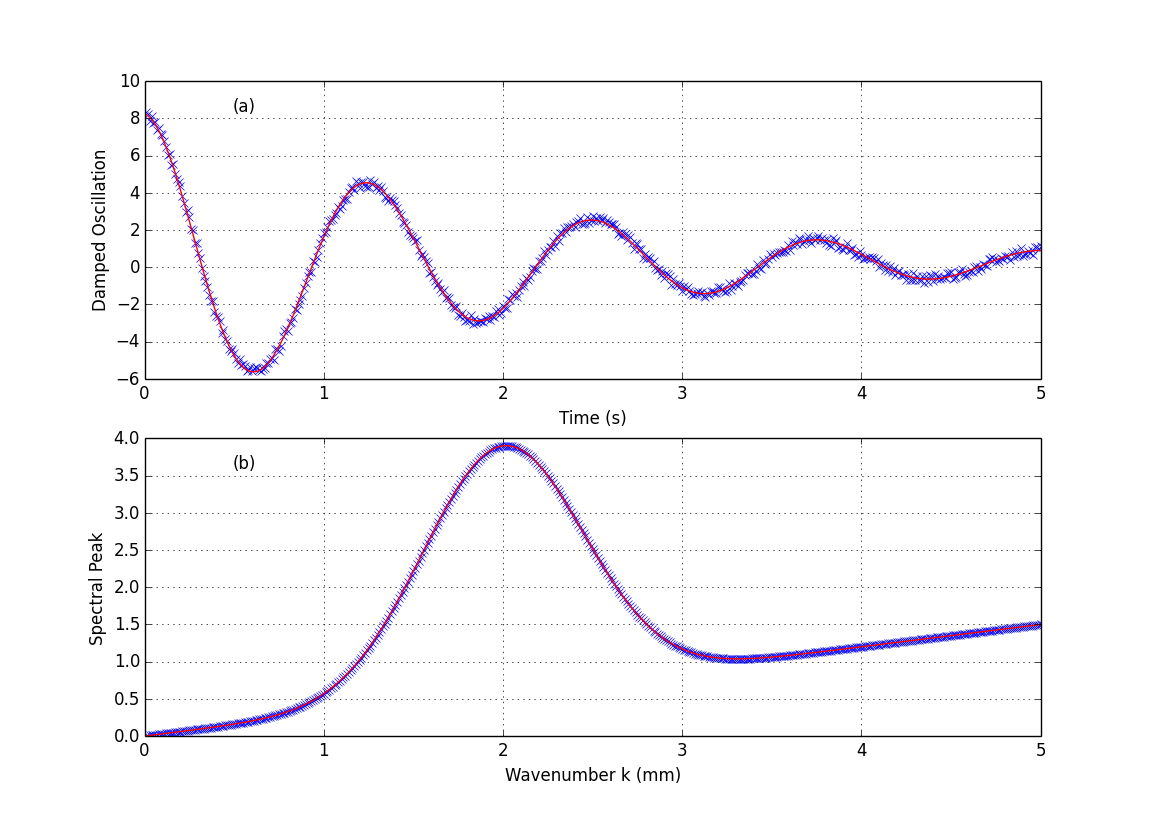 10
8
6
4
2
0
−2
−4
−6
Damped Oscillation
(a)
0 1 2 3 4 5
Time (s)
4.0
3.5
3.0
2.5
2.0
1.5
1.0
0.5
0.0
Spectral Peak
(b)
0 1 2 3 4 5
Wavenumber k (mm)